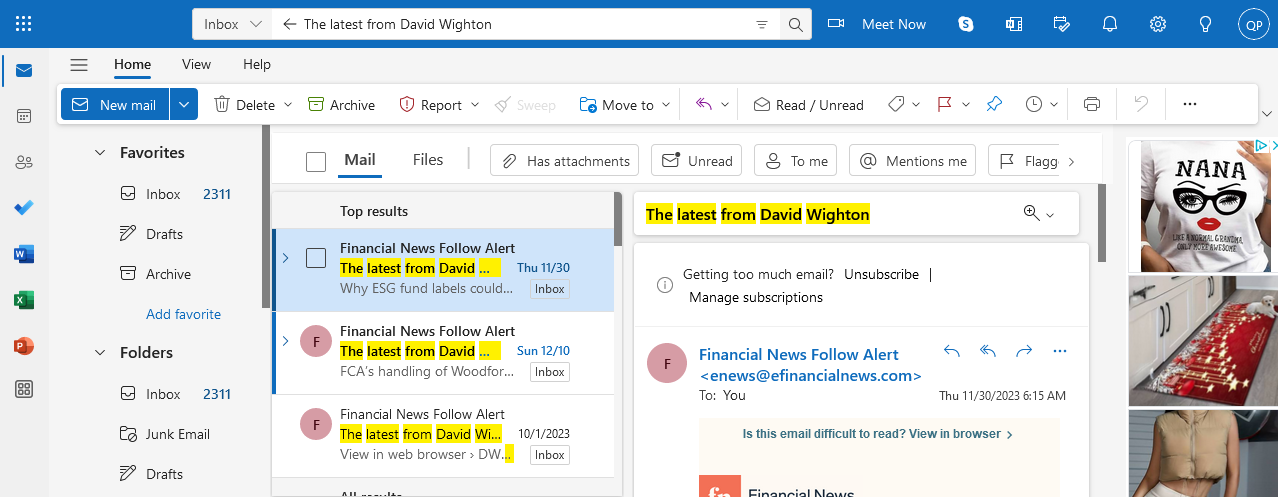 Inbox
The latest from David Wighton
Meet Now
QP
Home
View
Help
New mail
Delete
Archive
Report
Sweep
Move to
Read / Unread
Favorites
Inbox 2311
Drafts
Archive
Add favorite
Folders
Inbox 2311
Junk Email
Drafts
Mail
Files
Has attachments
Unread
To me
Mentions me
Flagge
Top results
Financial News Follow Alert
The latest from David ... Thu 11/30
Why ESG fund labels could... Inbox
F
Financial News Follow Alert
The latest from David ... Sun 12/10
FCA's handling of Woodfor... Inbox
F
Financial News Follow Alert
The latest from David Wi... 10/1/2023
View in web browser › DW... Inbox
All results
The latest from David Wighton
Getting too much email? Unsubscribe |
Manage subscriptions
F
Financial News Follow Alert
<enews@efinancialnews.com>
To: You
Thu 11/30/2023 6:15 AM
Is this email difficult to read? View in browser >
fn
Financial News
NANA
LIKE A NORMAL GRANDMA,
ONLY MORE AWESOME